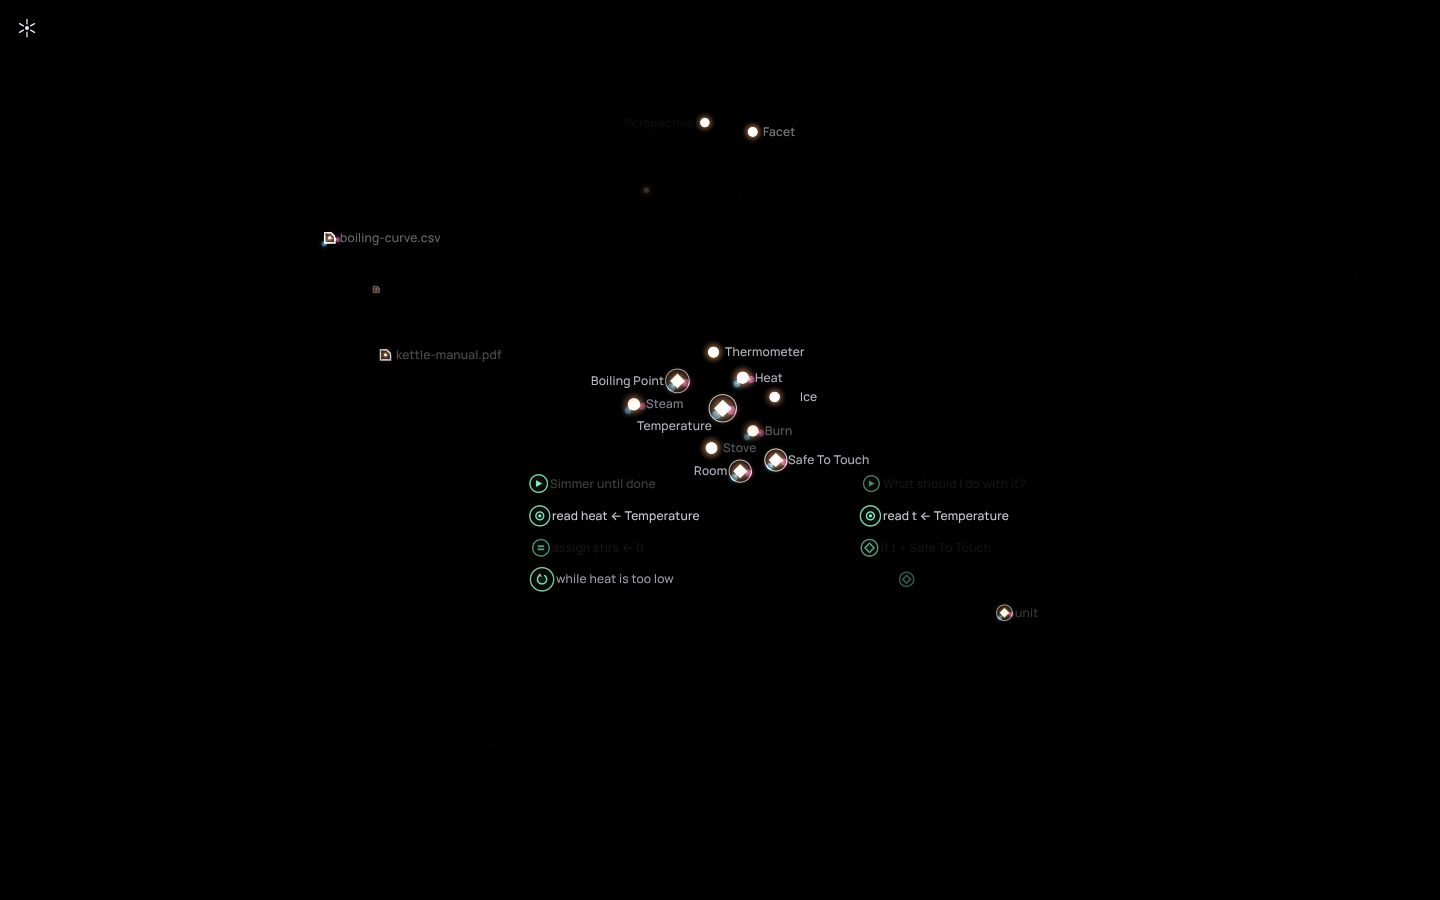 Perspective
Facet
boiling-curve.csv
kettle-manual.pdf
Thermometer
Boiling Point
Heat
Ice
Steam
Temperature
Burn
Stove
Safe To Touch
Room
Simmer until done
What should I do with it?
read heat ← Temperature
read t ← Temperature
assign stirs ← 0
if t > Safe To Touch
while heat is too low
unit